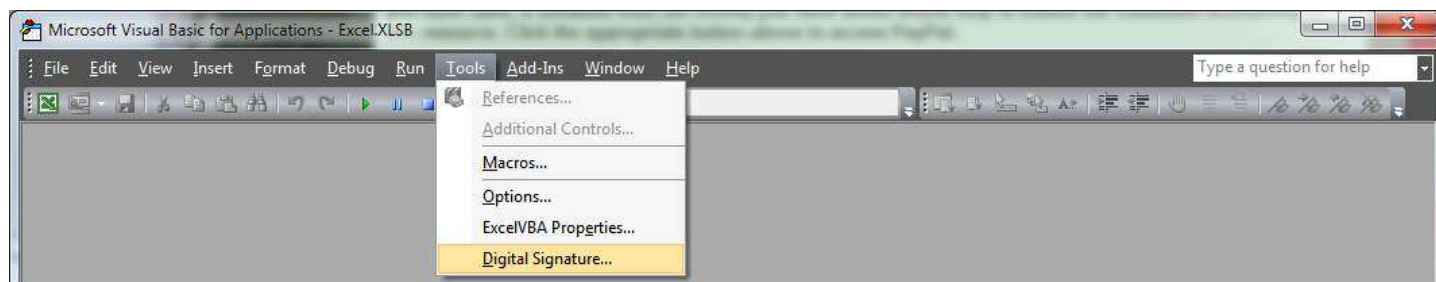 Microsoft Visual Basic for Applications - Excel.XLSB
File Edit View Insert Format Debug Run Tools Add-Ins Window Help Type a question for help
References...
Additional Controls...
Macros...
Options...
ExcelVBA Properties...
Digital Signature...